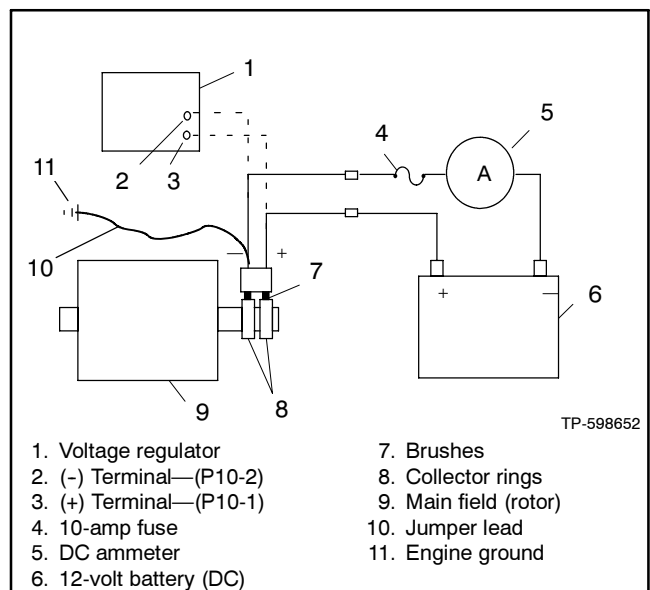 1
5
4
A
11
2
3
10
−
+
7
+
—
6
9
8
TP-598652
1. Voltage regulator
2. (−) Terminal—(P10-2)
3. (+) Terminal—(P10-1)
4. 10-amp fuse
5. DC ammeter
6. 12-volt battery (DC)
7. Brushes
8. Collector rings
9. Main field (rotor)
10. Jumper lead
11. Engine ground